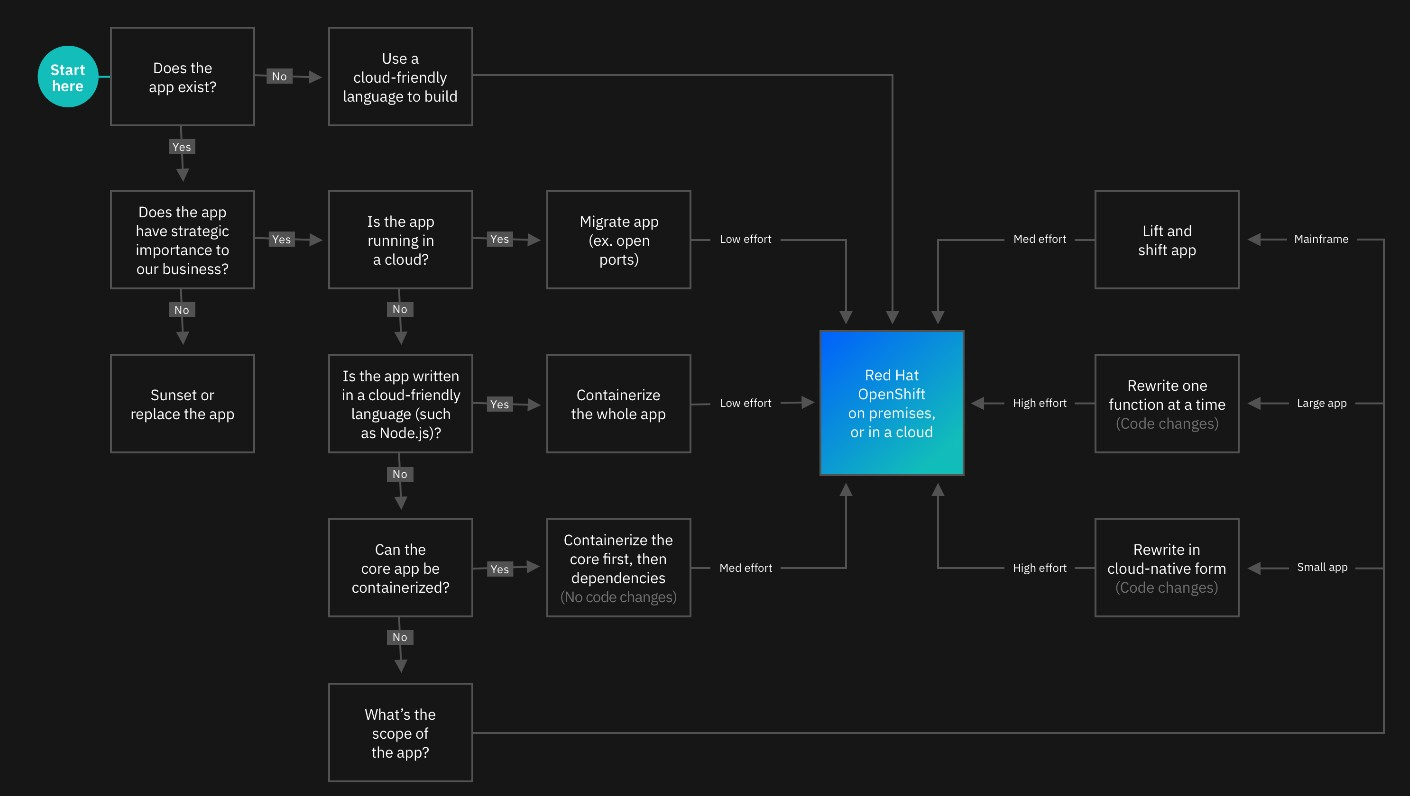 Start
here
Does the
app exist?
No
Use a
cloud-friendly
language to build
Yes
Does the app
have strategic
importance to
our business?
Yes
Is the app
running in
a cloud?
Yes
Migrate app
(ex. open
ports)
Low effort
Med effort
Lift and
shift app
Mainframe
No
No
Sunset or
replace the app
Is the app written
in a cloud-friendly
language (such
as Node.js)?
Yes
Containerize
the whole app
Low effort
Red Hat
OpenShift
on premises,
or in a cloud
High effort
Rewrite one
function at a time
(Code changes)
Large app
No
Can the
core app be
containerized?
Yes
Containerize the
core first, then
dependencies
(No code changes)
Med effort
High effort
Rewrite in
cloud-native form
(Code changes)
Small app
No
What's the
scope of
the app?